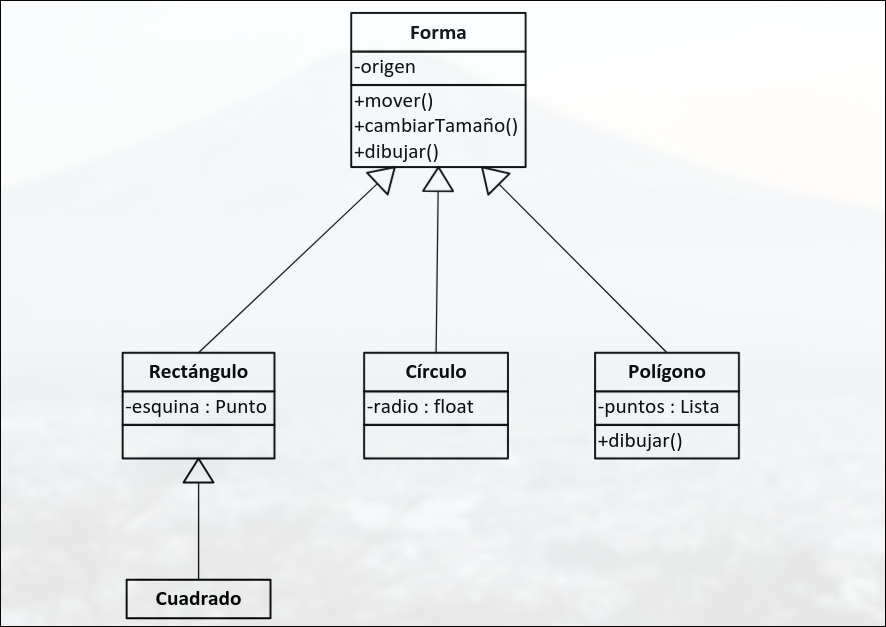 Forma
-origen
+mover()
+cambiarTamaño()
+dibujar()
Rectángulo
-esquina : Punto
Círculo
-radio : float
Polígono
-puntos : Lista
+dibujar()
Cuadrado